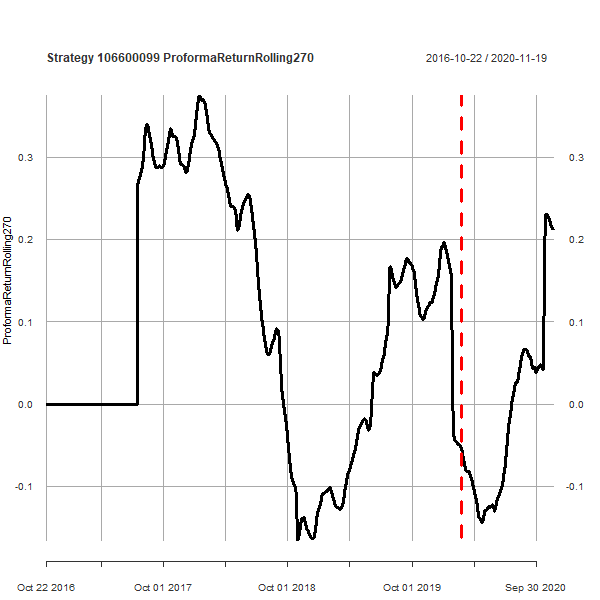 Strategy 106600099 ProformaReturnRolling270
2016-10-22 / 2020-11-19
ProformaReturnRolling270
0.3
0.3
0.2
0.2
0.1
0.1
0.0
0.0
-0.1
-0.1
Oct 22 2016
Oct 01 2017
Oct 01 2018
Oct 01 2019
Sep 30 2020